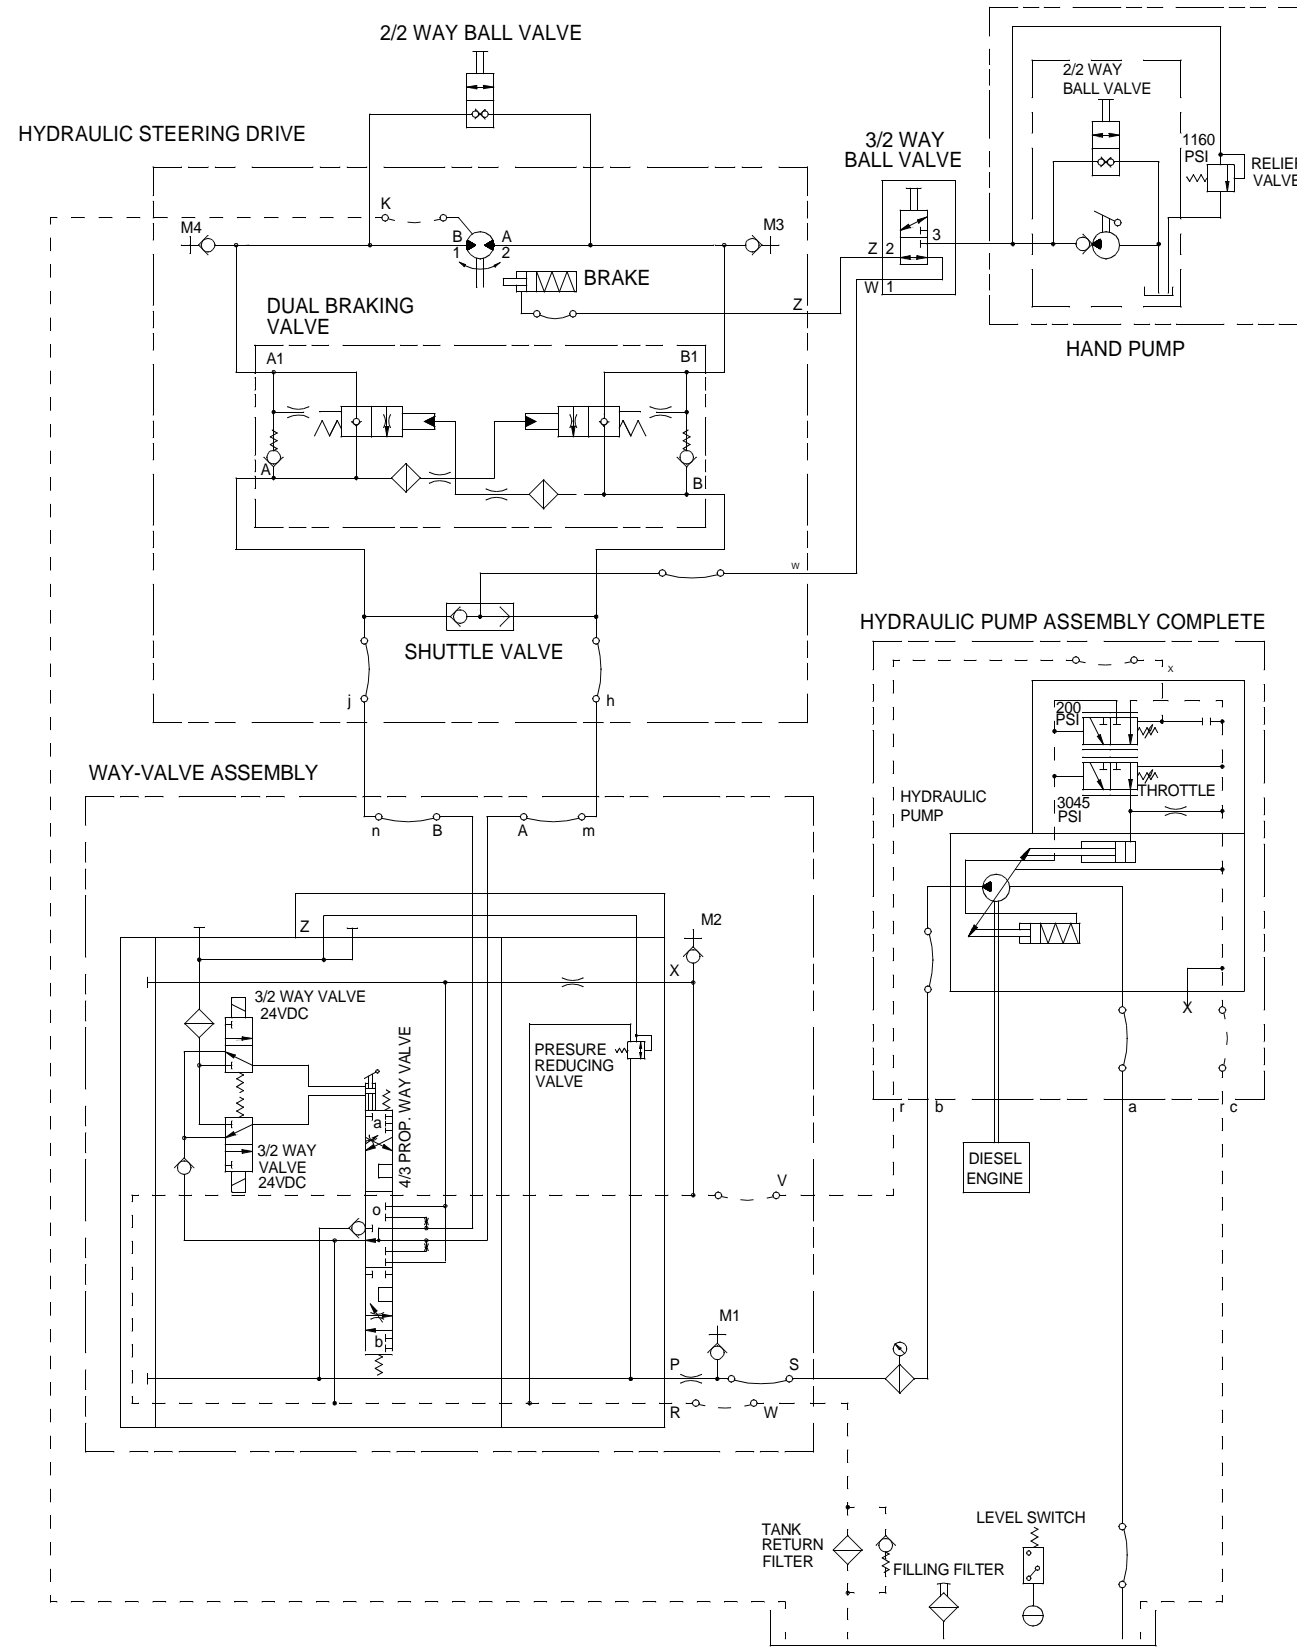 2/2 WAY BALL VALVE
2/2 WAY
BALL VALVE
HYDRAULIC STEERING DRIVE
3/2 WAY
BALL VALVE
1160
PSI
RELIEF
VALVE
K
M4
M3
B
A
1
2
Z
2
3
W
1
BRAKE
Z
DUAL BRAKING
VALVE
HAND PUMP
A1
B1
A
B
w
HYDRAULIC PUMP ASSEMBLY COMPLETE
SHUTTLE VALVE
x
j
h
200
PSI
WAY-VALVE ASSEMBLY
THROTTLE
HYDRAULIC
PUMP
3045
PSI
n
B
A
m
Z
M2
X
3/2 WAY VALVE
24VDC
X
PRESURE
REDUCING
VALVE
4/3 PROP. WAY VALVE
r
b
a
c
a
3/2 WAY
VALVE
24VDC
DIESEL
ENGINE
V
o
M1
b
P
S
R
W
LEVEL SWITCH
TANK
RETURN
FILTER
FILLING FILTER